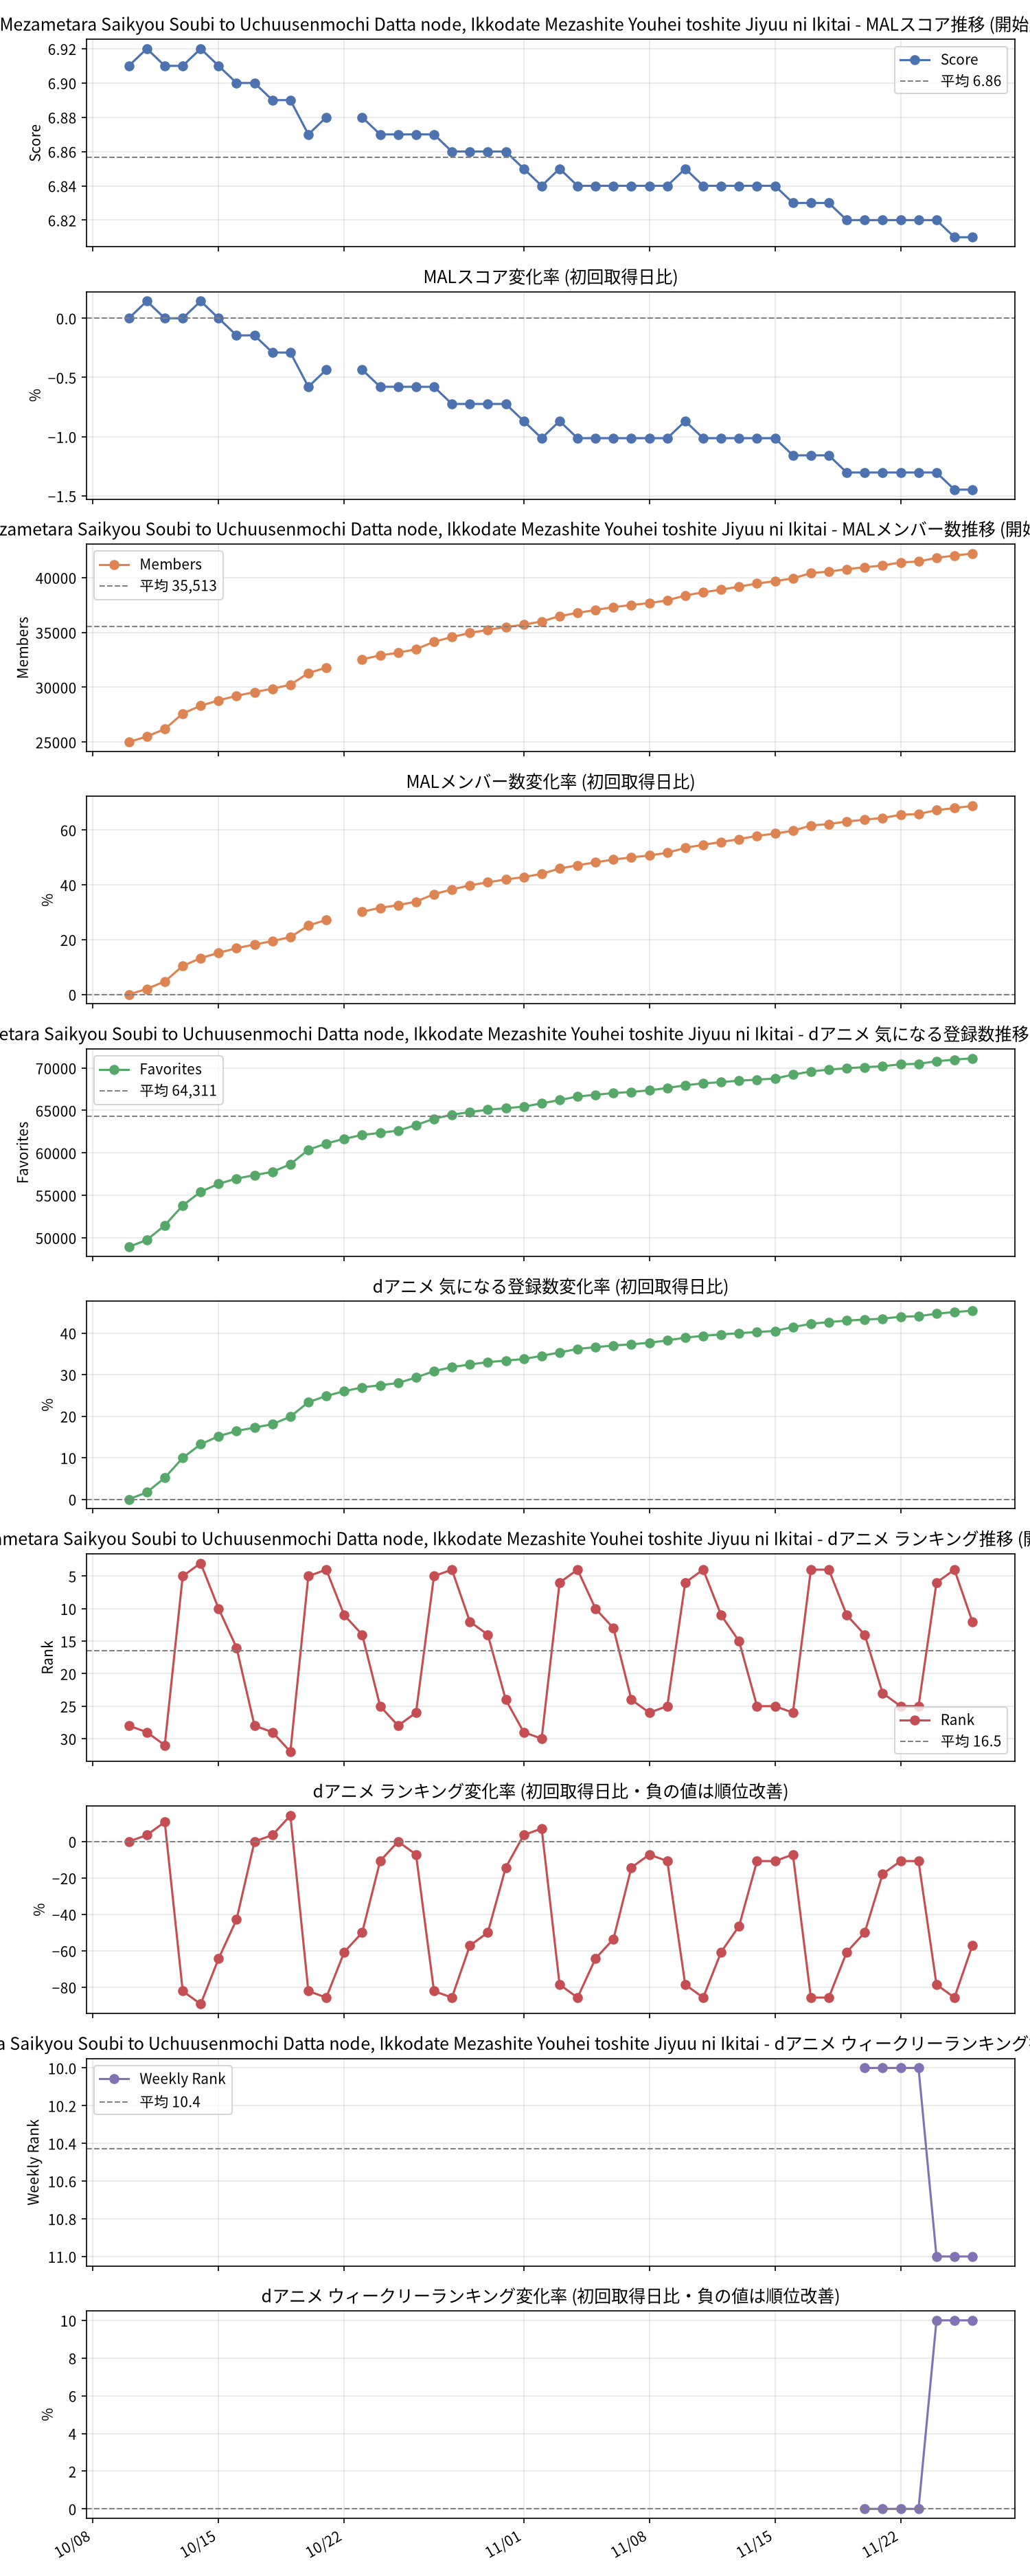 Mezametara Saikyou Soubi to Uchuusenmochi Datta node, Ikkodate Mezashite Youhei toshite Jiyuu ni Ikitai - MALスコア推移 (開始
6.92
6.90
6.88
6.86
6.84
6.82
Score
Score
平均 6.86
MALスコア変化率 (初回取得日比)
0.0
−0.5
−1.0
−1.5
%
zametara Saikyou Soubi to Uchuusenmochi Datta node, Ikkodate Mezashite Youhei toshite Jiyuu ni Ikitai - MALメンバー数推移 (開始
40000
35000
30000
25000
Members
Members
平均 35,513
MALメンバー数変化率 (初回取得日比)
60
40
20
0
%
etara Saikyou Soubi to Uchuusenmochi Datta node, Ikkodate Mezashite Youhei toshite Jiyuu ni Ikitai - dアニメ 気になる登録数推移
70000
65000
60000
55000
50000
Favorites
Favorites
平均 64,311
dアニメ 気になる登録数変化率 (初回取得日比)
40
30
20
10
0
%
ametara Saikyou Soubi to Uchuusenmochi Datta node, Ikkodate Mezashite Youhei toshite Jiyuu ni Ikitai - dアニメ ランキング推移 (開
5
10
15
20
25
30
Rank
Rank
平均 16.5
dアニメ ランキング変化率 (初回取得日比・負の値は順位改善)
0
−20
−40
−60
−80
%
a Saikyou Soubi to Uchuusenmochi Datta node, Ikkodate Mezashite Youhei toshite Jiyuu ni Ikitai - dアニメ ウィークリーランキング
10.0
10.2
10.4
10.6
10.8
11.0
Weekly Rank
Weekly Rank
平均 10.4
dアニメ ウィークリーランキング変化率 (初回取得日比・負の値は順位改善)
10
8
6
4
2
0
%
10/08
10/15
10/22
11/01
11/08
11/15
11/22